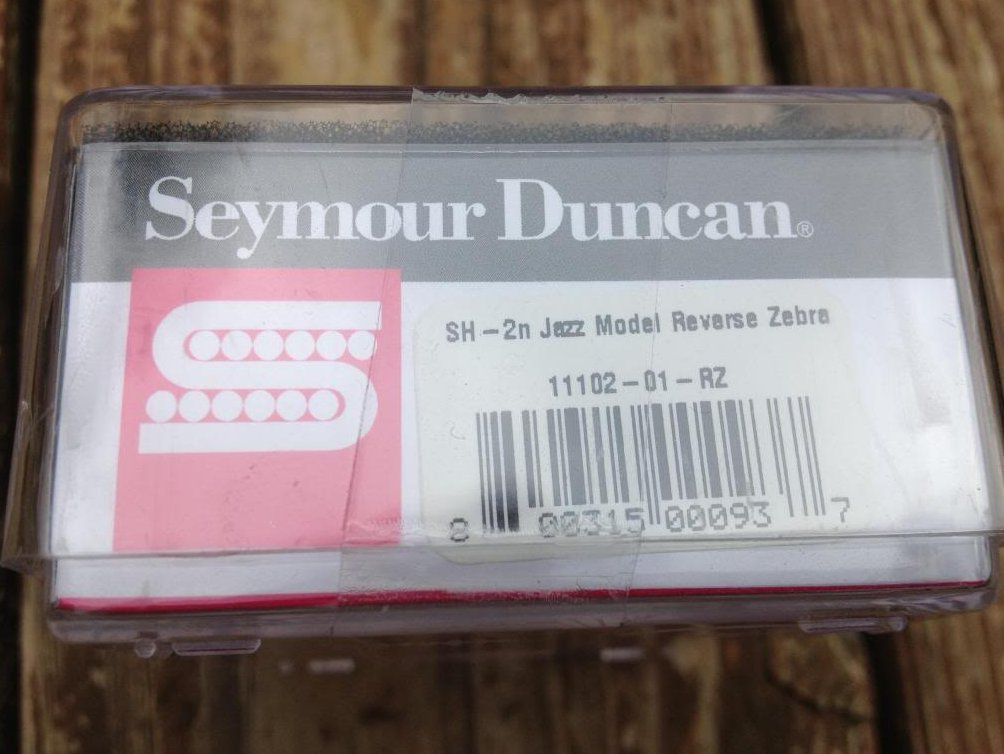 Seymour Duncan®
SH-2n Jazz Model Reverse Zebra
11102-01-RZ
8 00315 00093 7